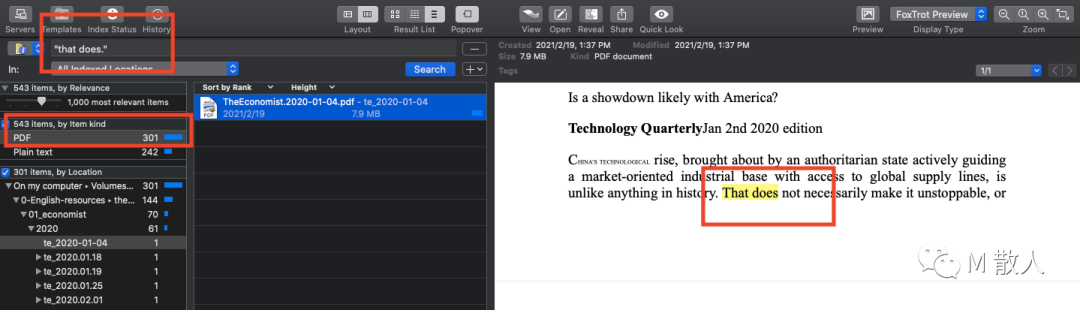 Servers Templates Index Status History Layout Result List Popover
"that does."
In: All Indexed Locations Search
543 items, by Relevance
1,000 most relevant items
543 items, by Item kind
PDF 301
Plain text 242
301 items, by Location
On my computer ▸ Volumes... 301
0-English-resources ▸ the... 144
01_economist 70
2020 61
te_2020-01-04 1
te_2020.01.18 1
te_2020.01.19 1
te_2020.01.25 1
te_2020.02.01 1
Sort by Rank Height
TheEconomist.2020-01-04.pdf - te_2020-01-04
2021/2/19 7.9 MB
PDF
View Open Reveal Share Quick Look Preview FoxTrot Preview Display Type Zoom
Created 2021/2/19, 1:37 PM Modified 2021/2/19, 1:37 PM
Size 7.9 MB Kind PDF document
Tags
1/1
Is a showdown likely with America?
Technology QuarterlyJan 2nd 2020 edition
CHINA'S TECHNOLOGICAL rise, brought about by an authoritarian state actively guiding
a market-oriented industrial base with access to global supply lines, is
unlike anything in history. That does not necessarily make it unstoppable, or
M 散人